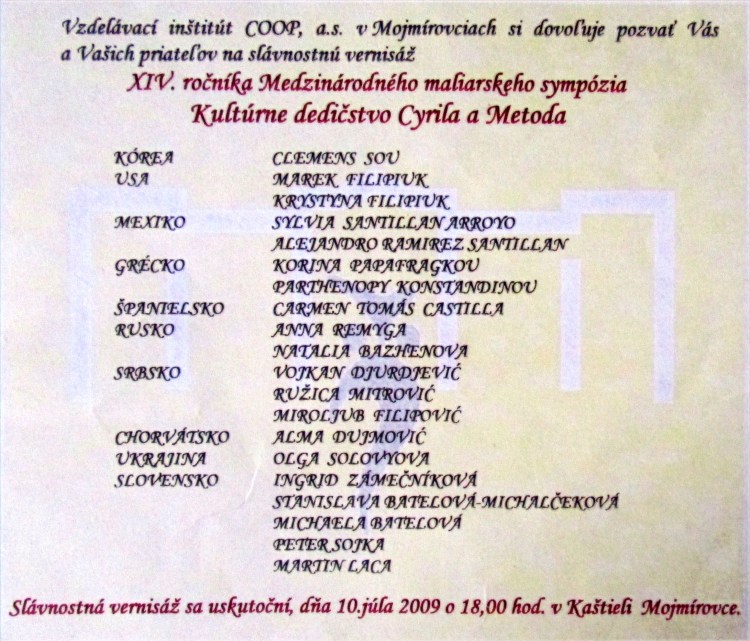 Vzdelávací inštitút COOP, a.s. v Mojmírovciach si dovoľuje pozvať Vás
a Vašich priateľov na slávnostnú vernisáž
XIV. ročníka Medzinárodného maliarskeho sympózia
Kultúrne dedičstvo Cyrila a Metoda
KÓREA CLEMENS SOU
USA MAREK FILIPIUK
KRYSTYNA FILIPIUK
MEXIKO SYLVIA SANTILLAN ARROYO
ALEJANDRO RAMIREZ SANTILLAN
GRÉCKO KORINA PAPAFRAGKOU
PARTHENOPY KONSTANDINOU
ŠPANIELSKO CARMEN TOMÁS CASTILLA
RUSKO ANNA REMYGA
NATALIA BAZHENOVA
SRBSKO VOJKAN DJURDJEVIĆ
RUŽICA MITROVIĆ
MIROLJUB FILIPOVIĆ
CHORVÁTSKO ALMA DUJMOVIĆ
UKRAJINA OLGA SOLOVYOVA
SLOVENSKO INGRID ZÁMEČNÍKOVÁ
STANISLAVA BATELOVÁ-MICHALČEKOVÁ
MICHAELA BATELOVÁ
PETER SOJKA
MARTIN LACA
Slávnostná vernisáž sa uskutoční, dňa 10.júla 2009 o 18,00 hod. v Kaštieli Mojmírovce.